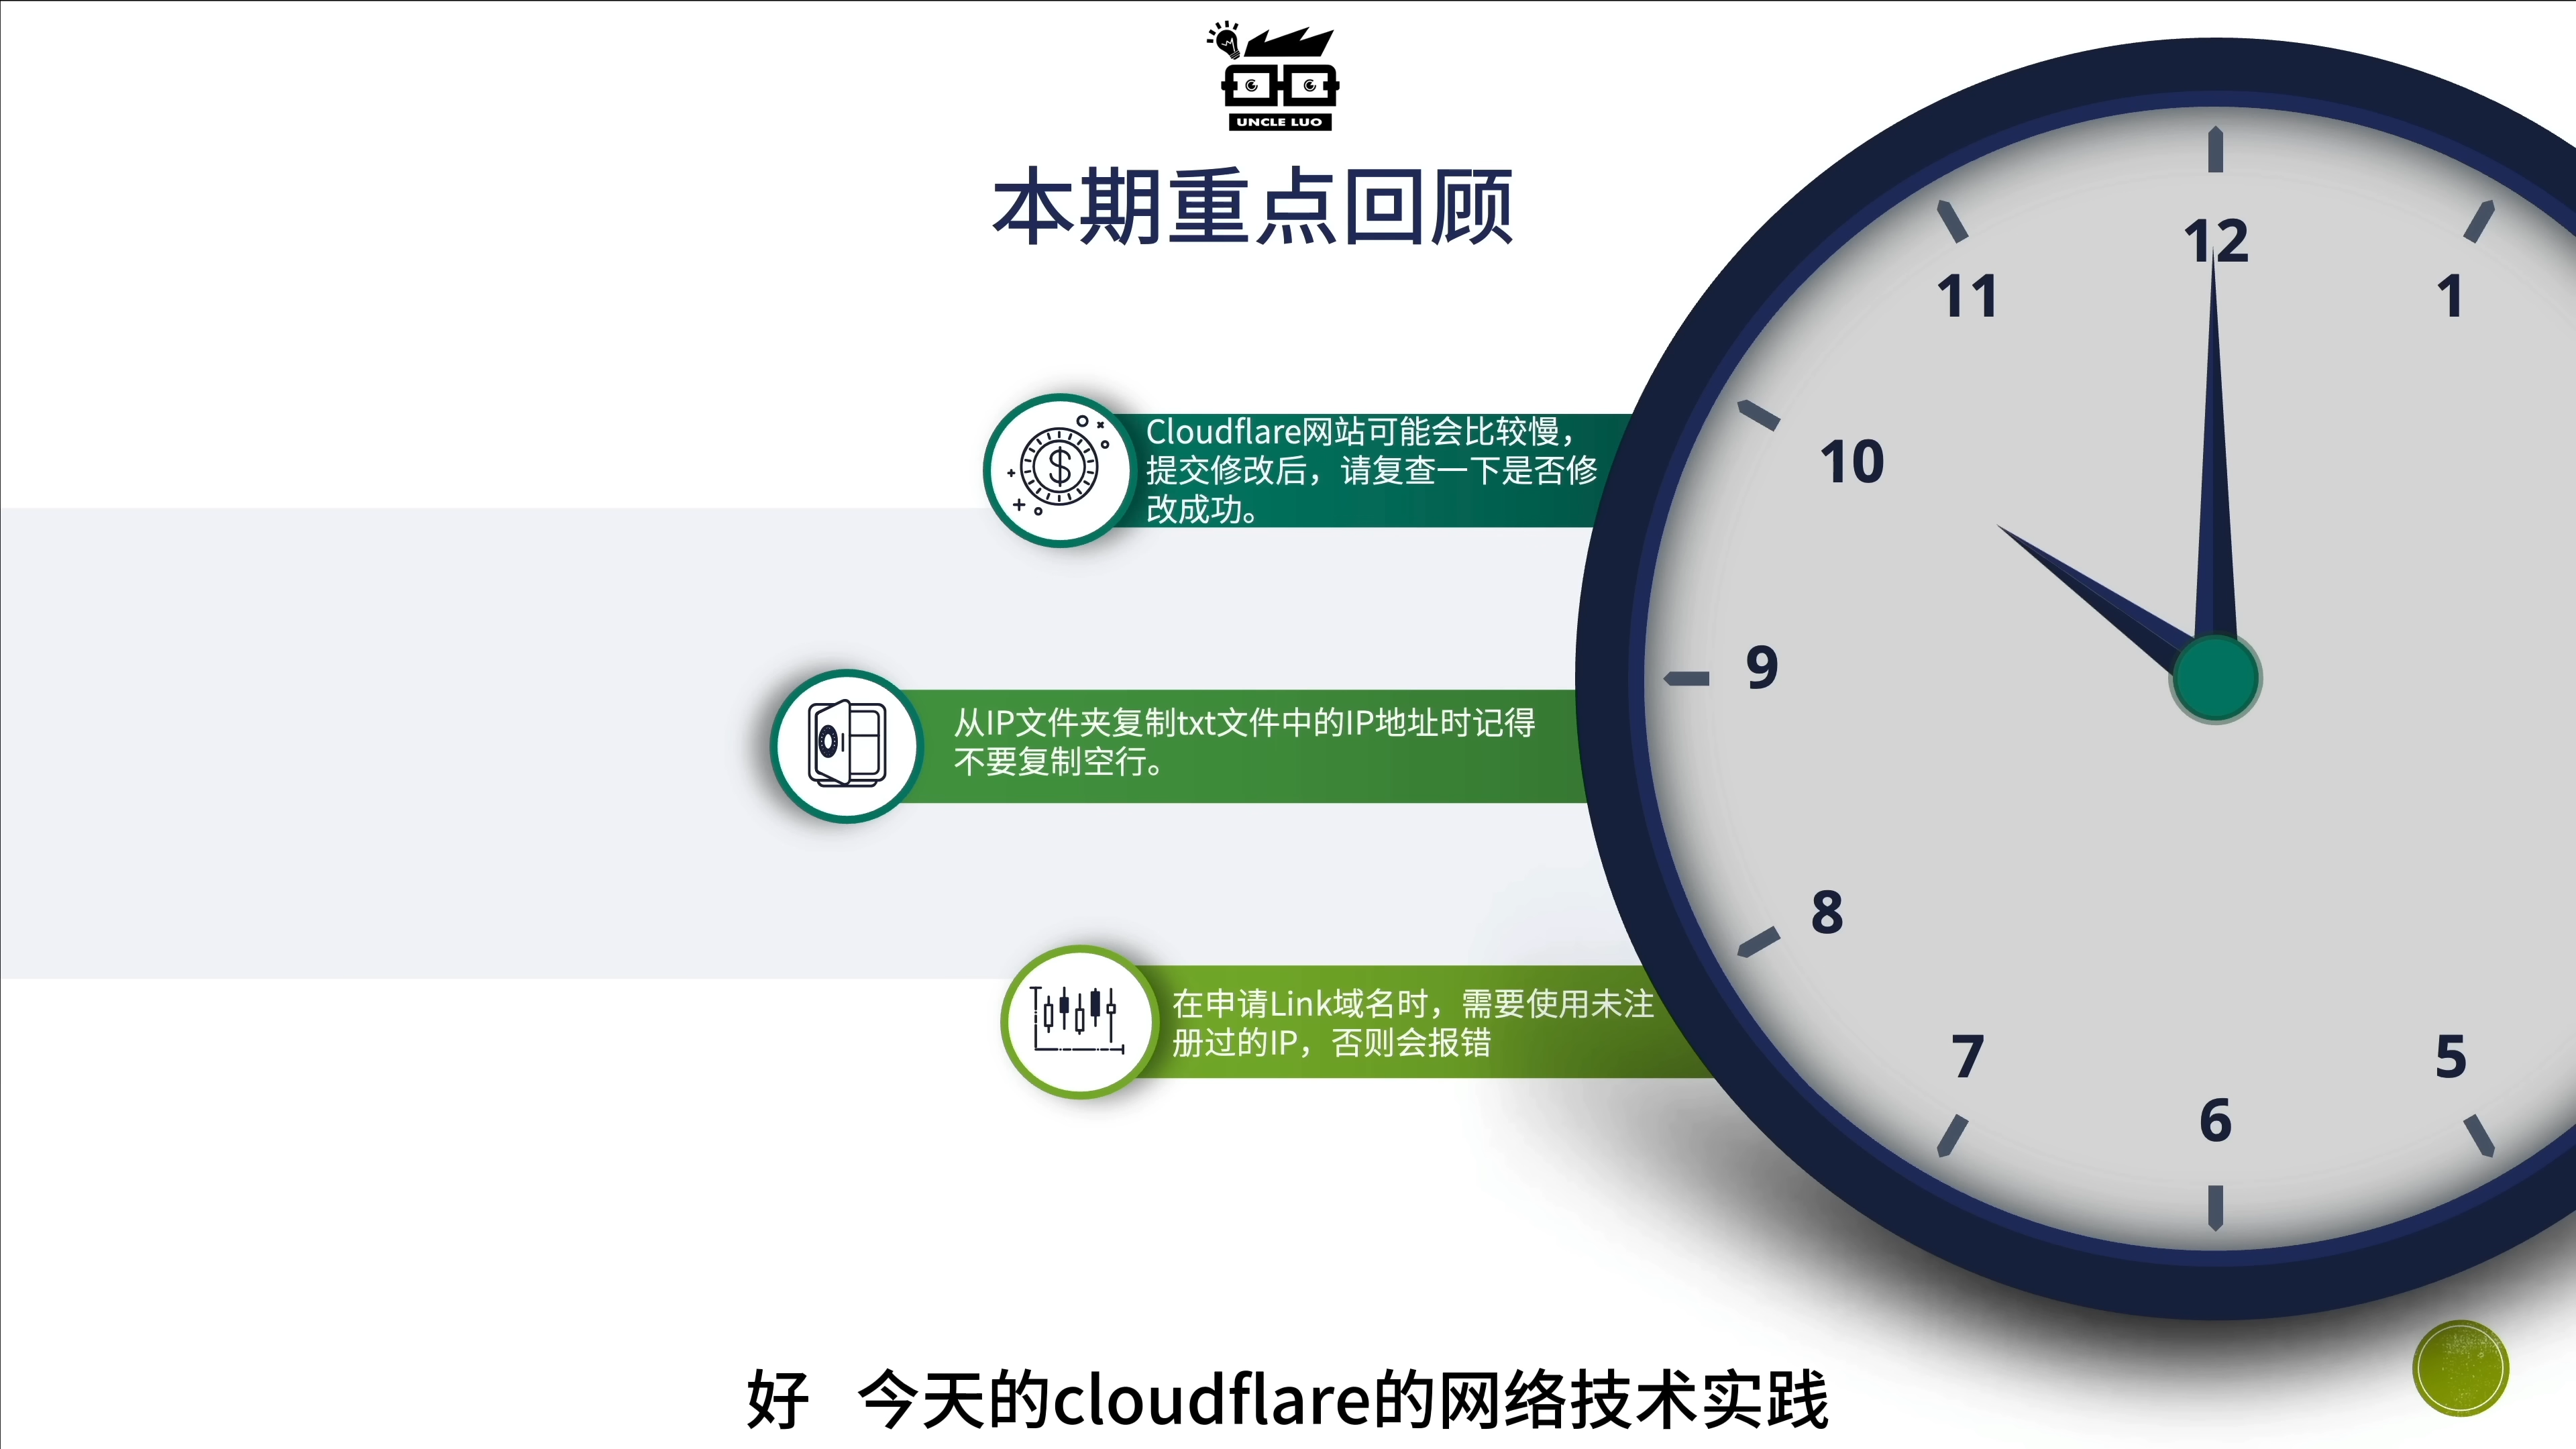 UNCLE LUO
本期重点回顾
Cloudflare网站可能会比较慢，
提交修改后，请复查一下是否修
改成功。
从IP文件夹复制txt文件中的IP地址时记得
不要复制空行。
在申请Link域名时，需要使用未注
册过的IP，否则会报错
12
11
1
10
9
8
7
5
6
好 今天的cloudflare的网络技术实践